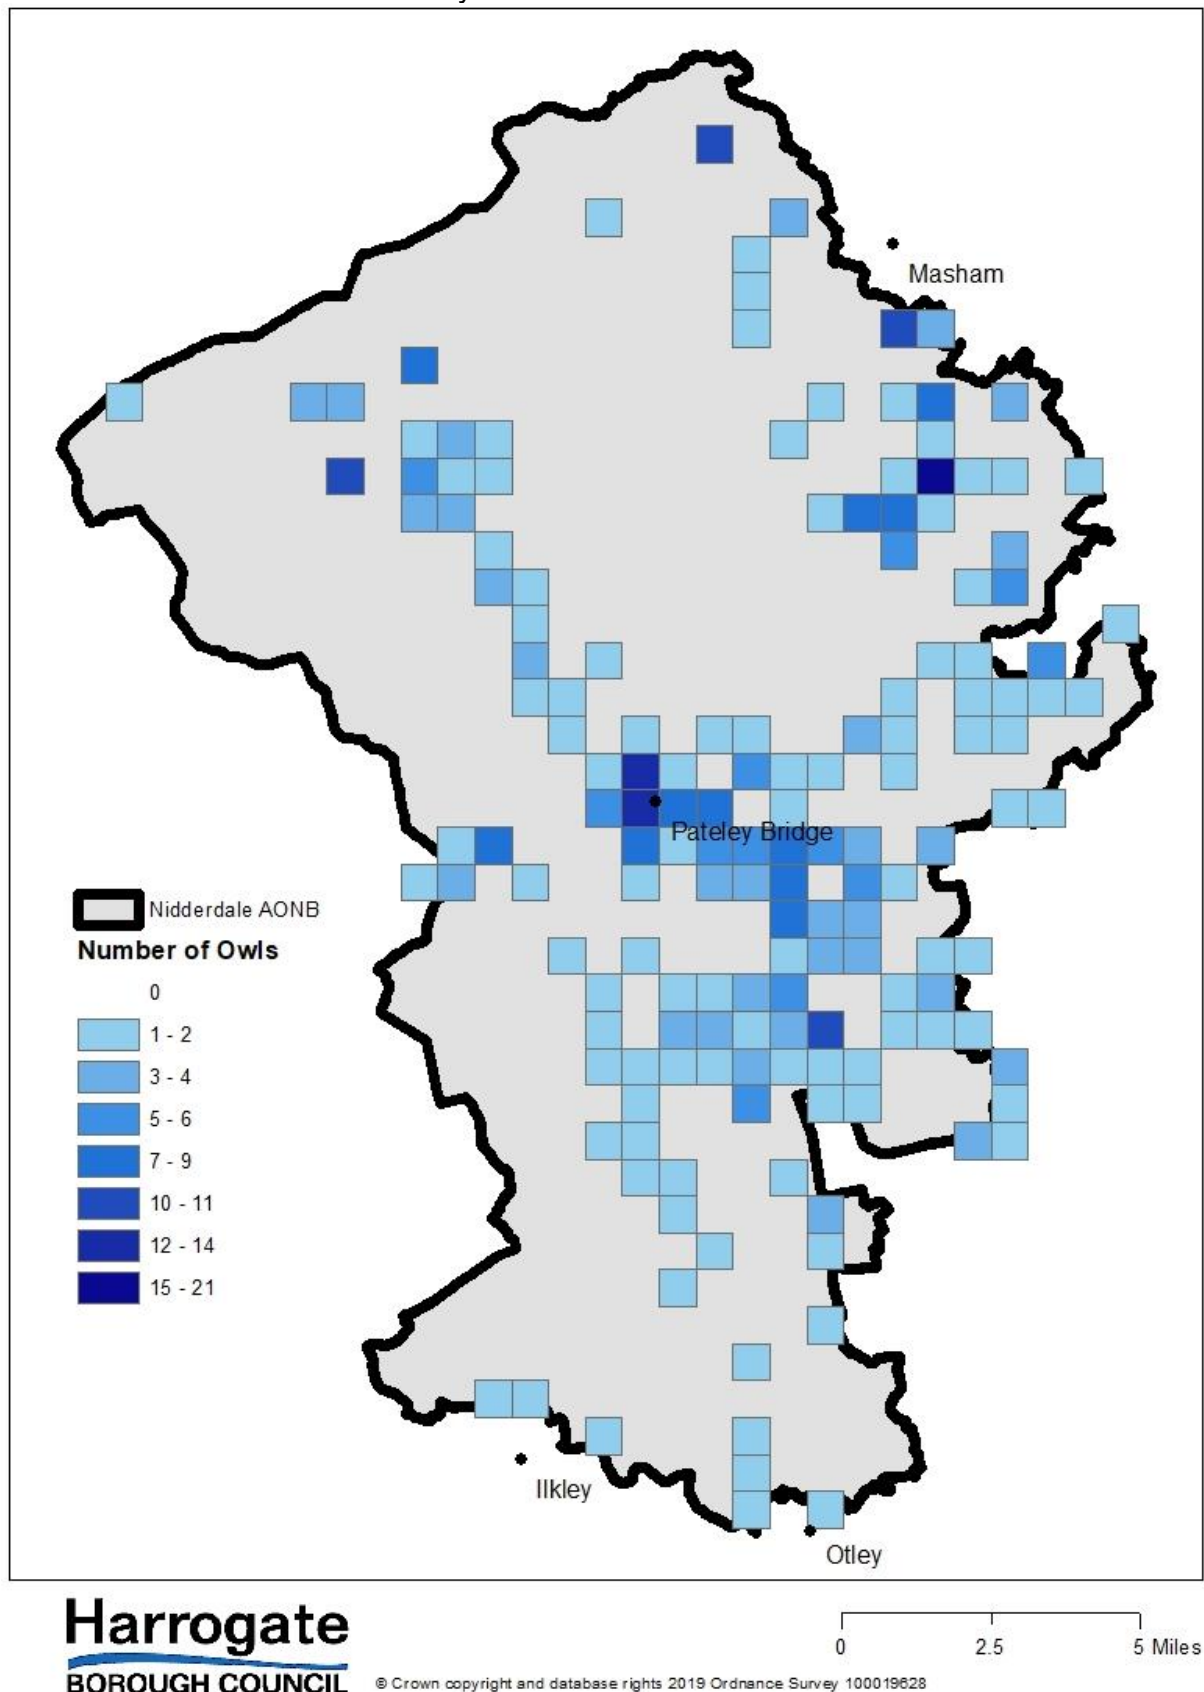 Masham
Pateley Bridge
Nidderdale AONB
Number of Owls
0
1 - 2
3 - 4
5 - 6
7 - 9
10 - 11
12 - 14
15 - 21
Ilkley
Otley
Harrogate
BOROUGH COUNCIL
0 2.5 5 Miles
© Crown copyright and database rights 2019 Ordnance Survey 100019628